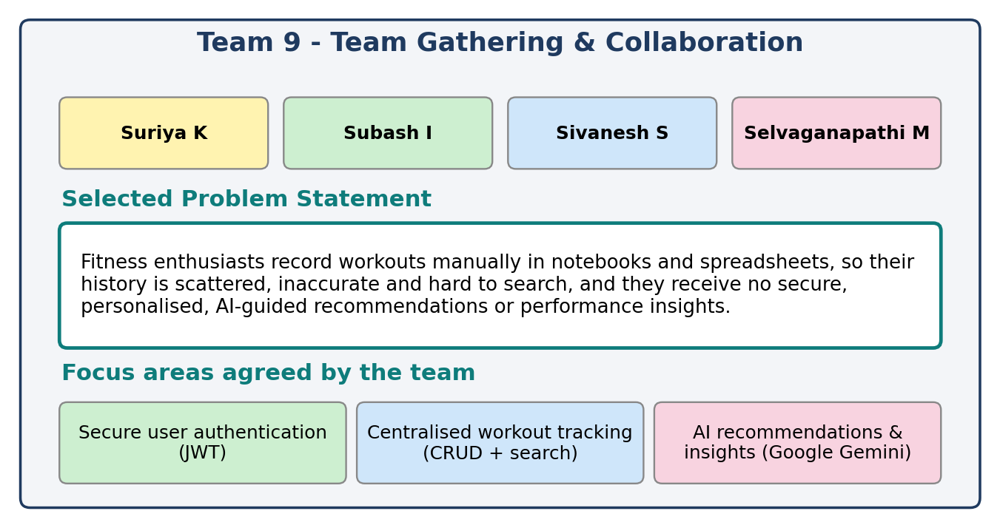 Team 9 - Team Gathering & Collaboration
Suriya K
Subash I
Sivanesh S
Selvaganapathi M
Selected Problem Statement
Fitness enthusiasts record workouts manually in notebooks and spreadsheets, so their
history is scattered, inaccurate and hard to search, and they receive no secure,
personalised, AI-guided recommendations or performance insights.
Focus areas agreed by the team
Secure user authentication
(JWT)
Centralised workout tracking
(CRUD + search)
AI recommendations &
insights (Google Gemini)